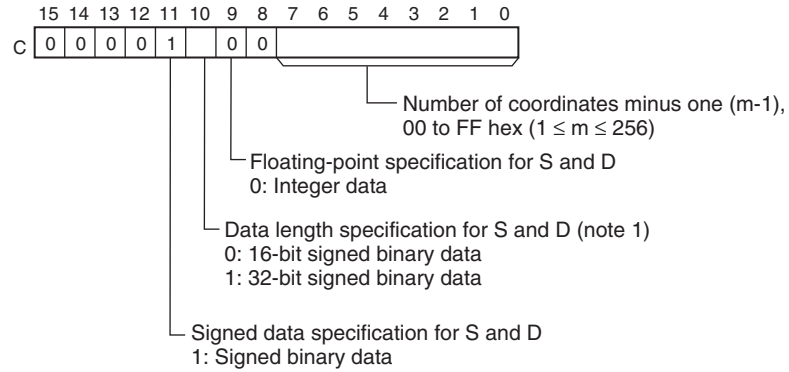 15 14 13 12 11 10 9 8 7 6 5 4 3 2 1 0
C 0 0 0 0 1 0 0
Number of coordinates minus one (m-1),
00 to FF hex (1 ≤ m ≤ 256)
Floating-point specification for S and D
0: Integer data
Data length specification for S and D (note 1)
0: 16-bit signed binary data
1: 32-bit signed binary data
Signed data specification for S and D
1: Signed binary data